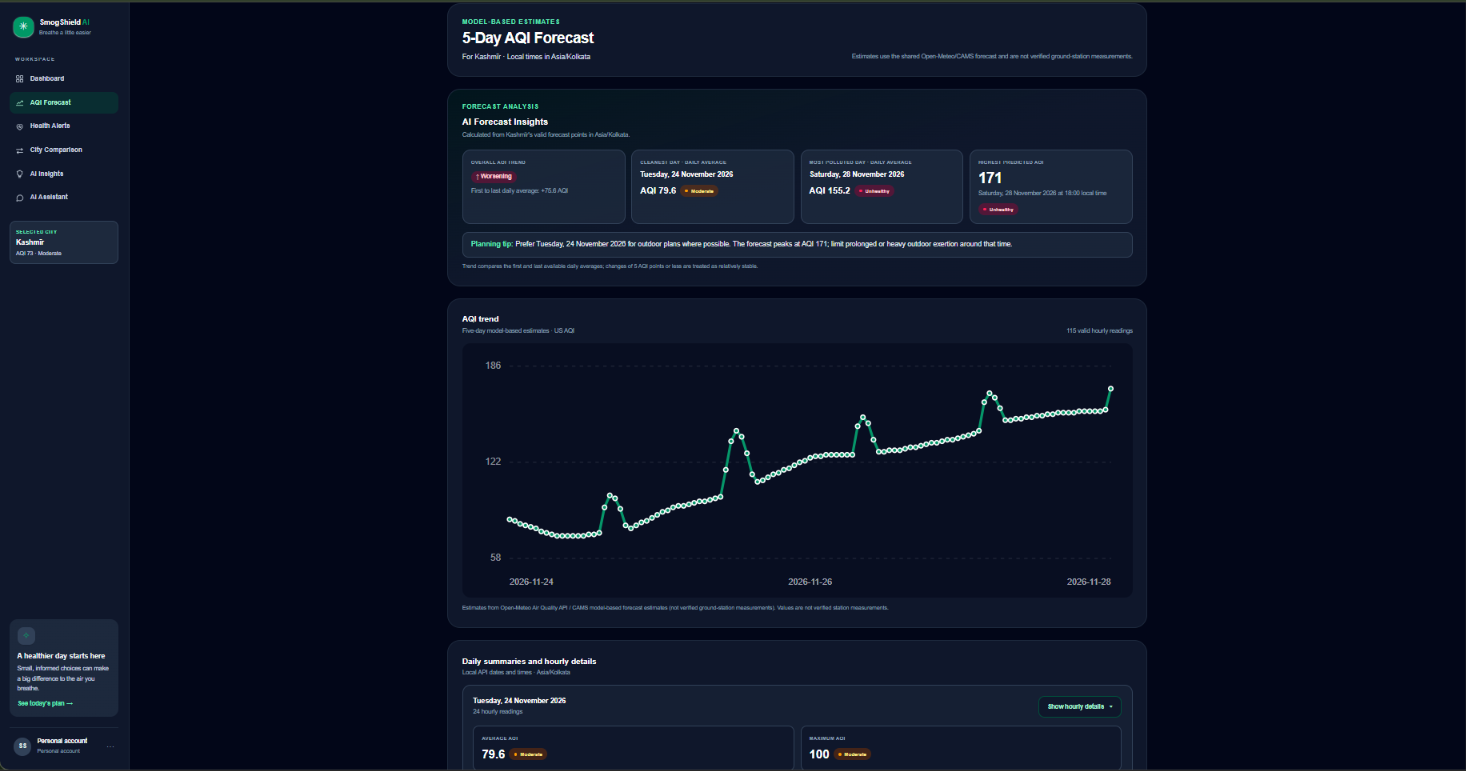 SmogShield AI
Breathe a little easier
WORKSPACE
Dashboard
AQI Forecast
Health Alerts
City Comparison
AI Insights
AI Assistant
SELECTED CITY
Kashmīr
AQI 73 · Moderate
A healthier day starts here
Small, informed choices can make
a big difference to the air you
breathe.
See today's plan →
$$
Personal account
Personal account
MODEL-BASED ESTIMATES
5-Day AQI Forecast
For Kashmīr · Local times in Asia/Kolkata
Estimates use the shared Open-Meteo/CAMS forecast and are not verified ground-station measurements.
FORECAST ANALYSIS
AI Forecast Insights
Calculated from Kashmīr's valid forecast points in Asia/Kolkata.
OVERALL AQI TREND
↑ Worsening
First to last daily average: +75.6 AQI
CLEANEST DAY · DAILY AVERAGE
Tuesday, 24 November 2026
AQI 79.6 Moderate
MOST POLLUTED DAY · DAILY AVERAGE
Saturday, 28 November 2026
AQI 155.2 Unhealthy
HIGHEST PREDICTED AQI
171
Saturday, 28 November 2026 at 18:00 local time
Unhealthy
Planning tip: Prefer Tuesday, 24 November 2026 for outdoor plans where possible. The forecast peaks at AQI 171; limit prolonged or heavy outdoor exertion around that time.
Trend compares the first and last available daily averages; changes of 5 AQI points or less are treated as relatively stable.
AQI trend
Five-day model-based estimates · US AQI
115 valid hourly readings
186
122
58
2026-11-24
2026-11-26
2026-11-28
Estimates from Open-Meteo Air Quality API / CAMS model-based forecast estimates (not verified ground-station measurements). Values are not verified station measurements.
Daily summaries and hourly details
Local API dates and times · Asia/Kolkata
Tuesday, 24 November 2026
24 hourly readings
Show hourly details
AVERAGE AQI
79.6 Moderate
MAXIMUM AQI
100 Moderate